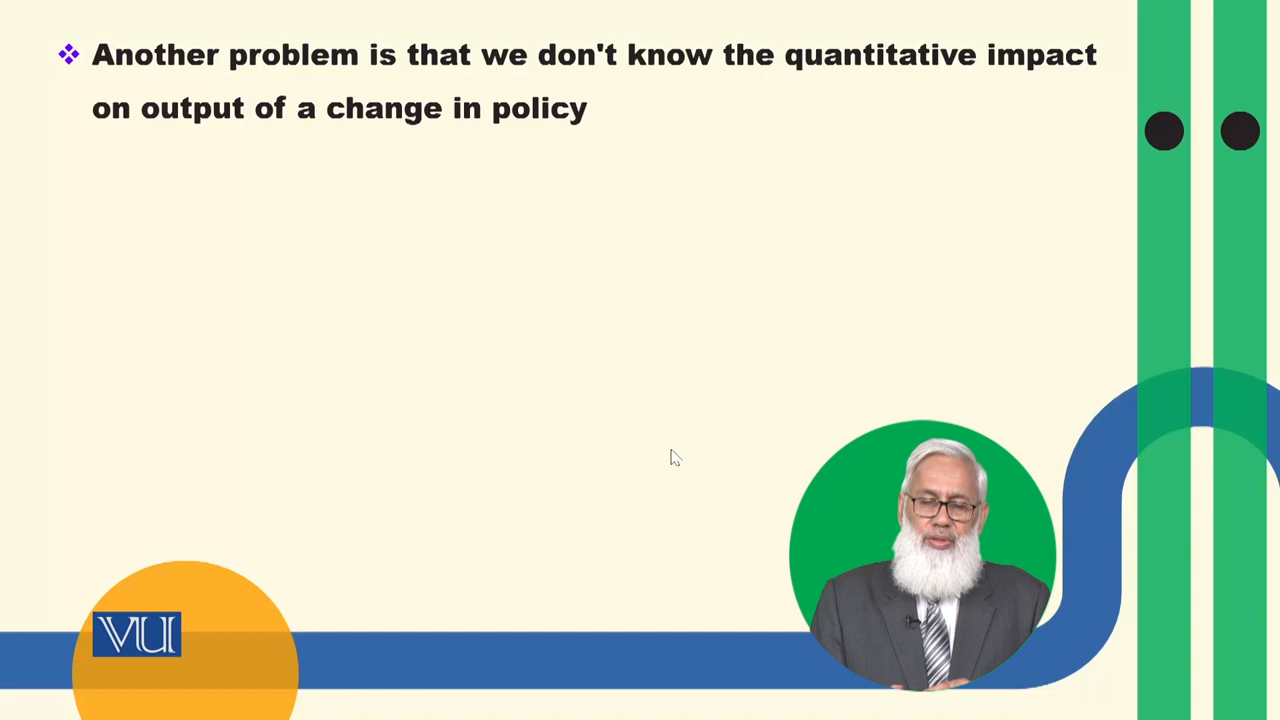 Another problem is that we don't know the quantitative impact
on output of a change in policy
VU